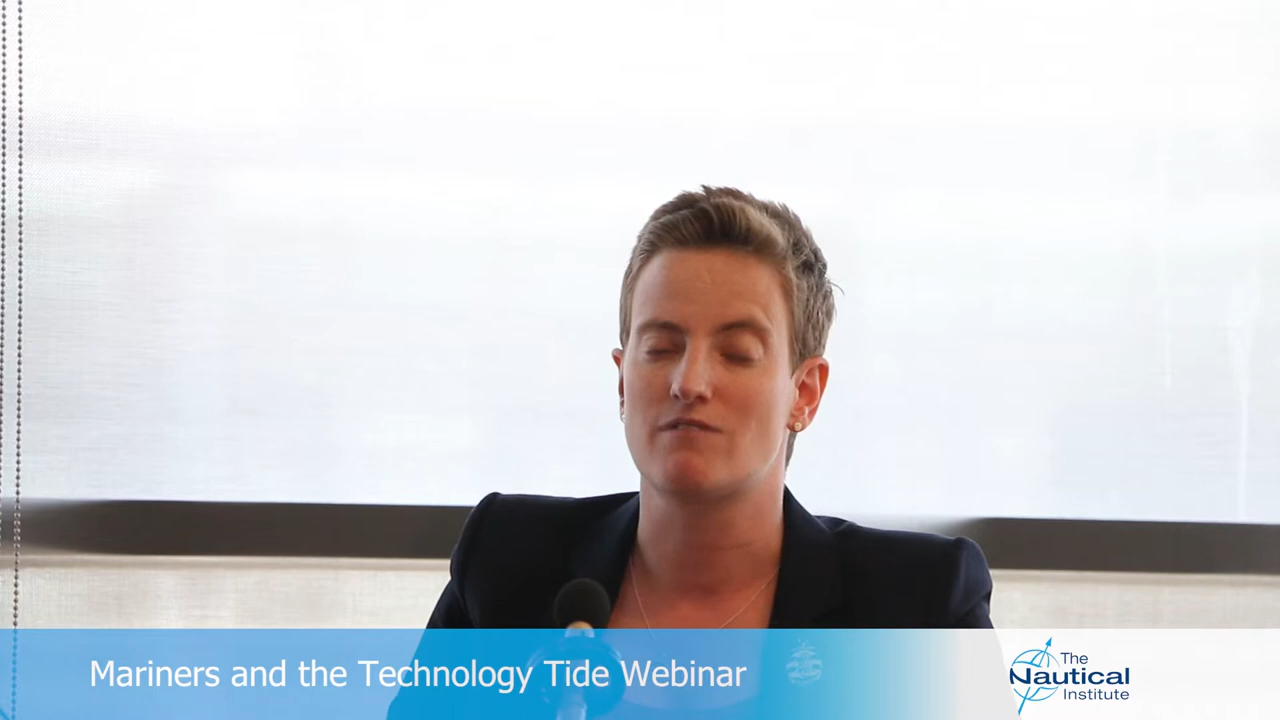 Mariners and the Technology Tide Webinar
The
Nautical
Institute